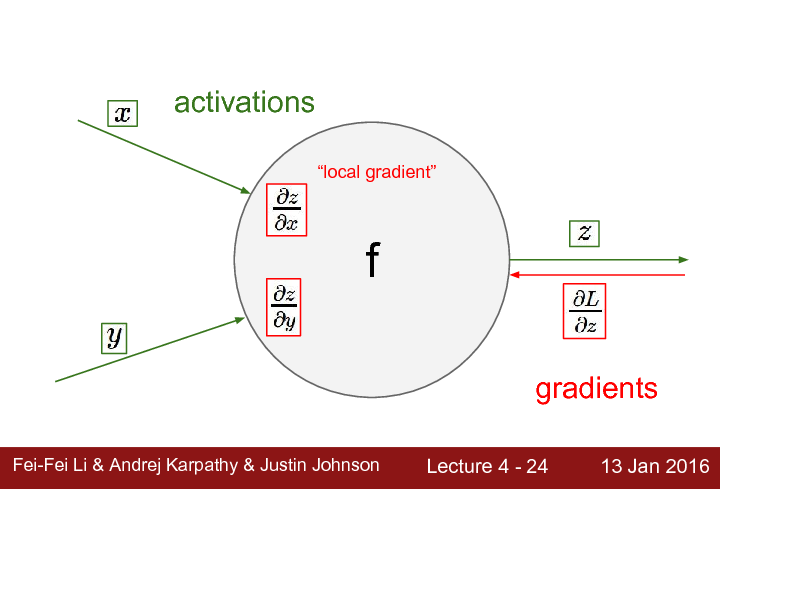 activations
x
“local gradient”
∂z
∂x
z
f
∂z
∂y
∂L
∂z
y
gradients
Fei-Fei Li & Andrej Karpathy & Justin Johnson Lecture 4 - 24 13 Jan 2016